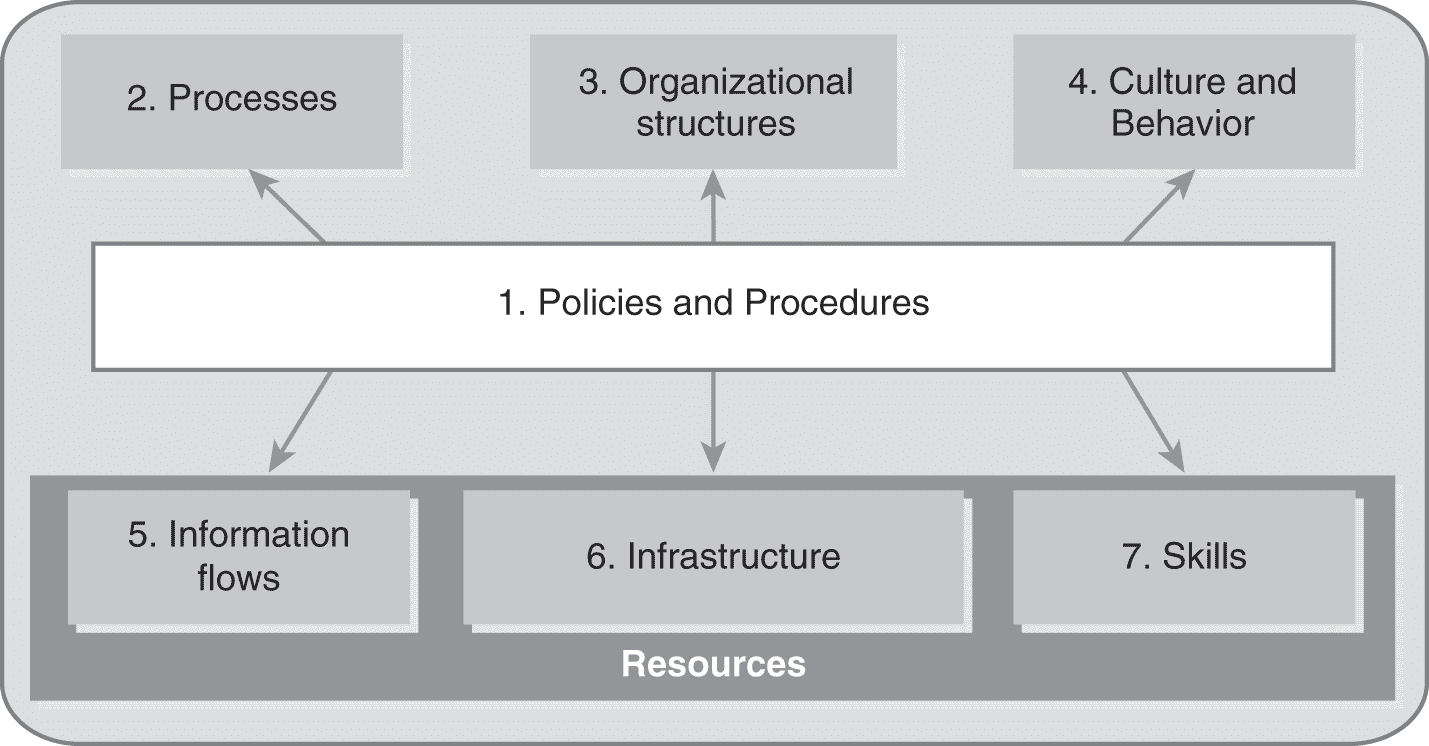 2. Processes
3. Organizational
structures
4. Culture and
Behavior
1. Policies and Procedures
5. Information
flows
6. Infrastructure
7. Skills
Resources